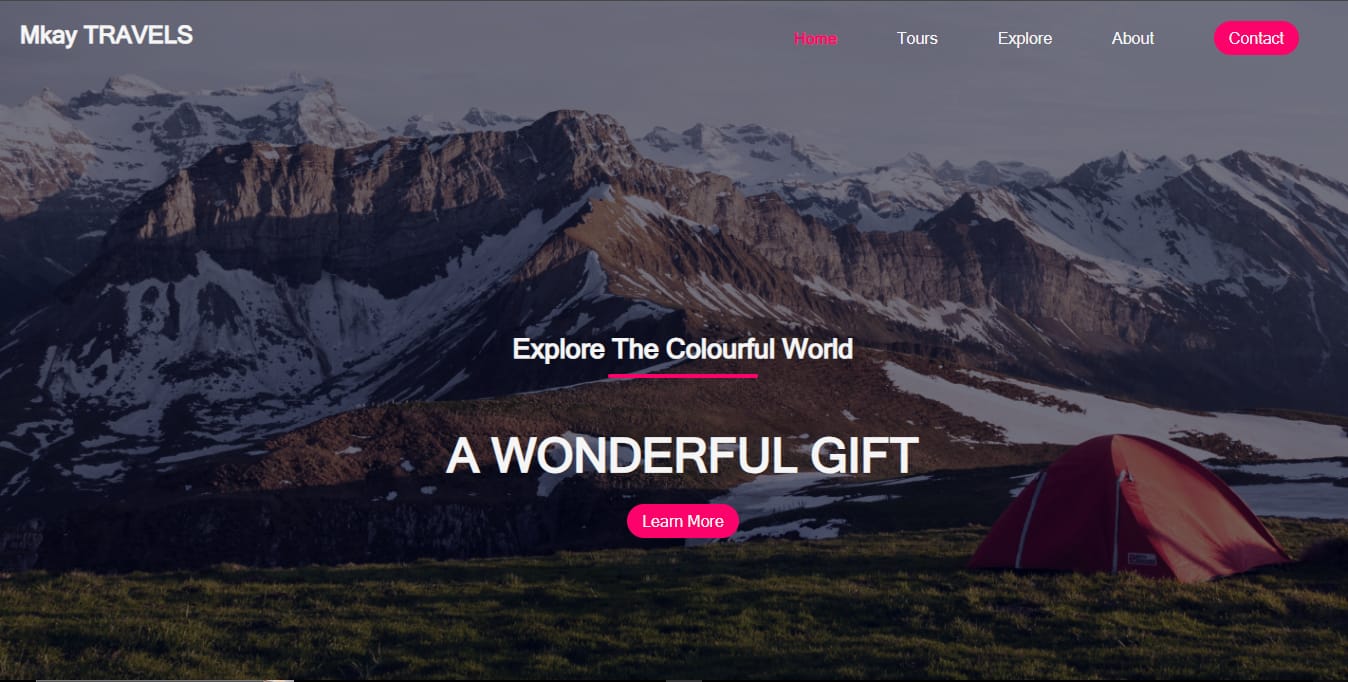 Mkay TRAVELS
Home
Tours
Explore
About
Contact
Explore The Colourful World
A WONDERFUL GIFT
Learn More